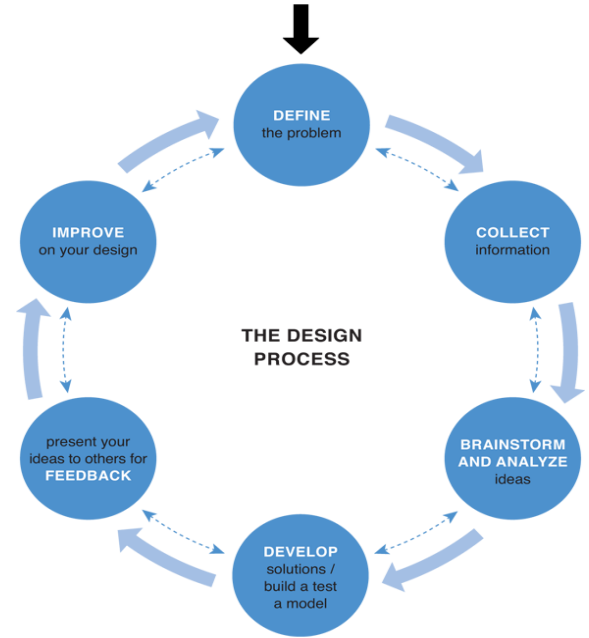 DEFINE
the problem
COLLECT
information
BRAINSTORM
AND ANALYZE
ideas
DEVELOP
solutions /
build a test
a model
present your
ideas to others for
FEEDBACK
IMPROVE
on your design
THE DESIGN
PROCESS